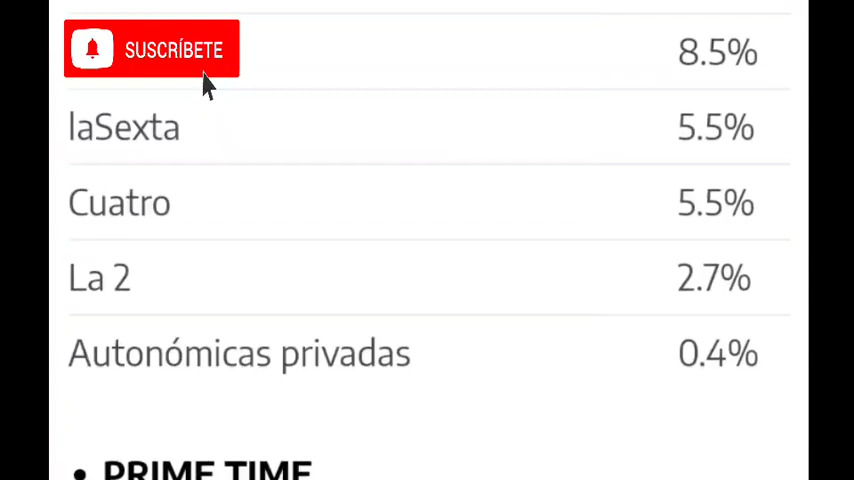 SUSCRÍBETE 8.5%
laSexta 5.5%
Cuatro 5.5%
La 2 2.7%
Autonómicas privadas 0.4%
• PRIME TIME